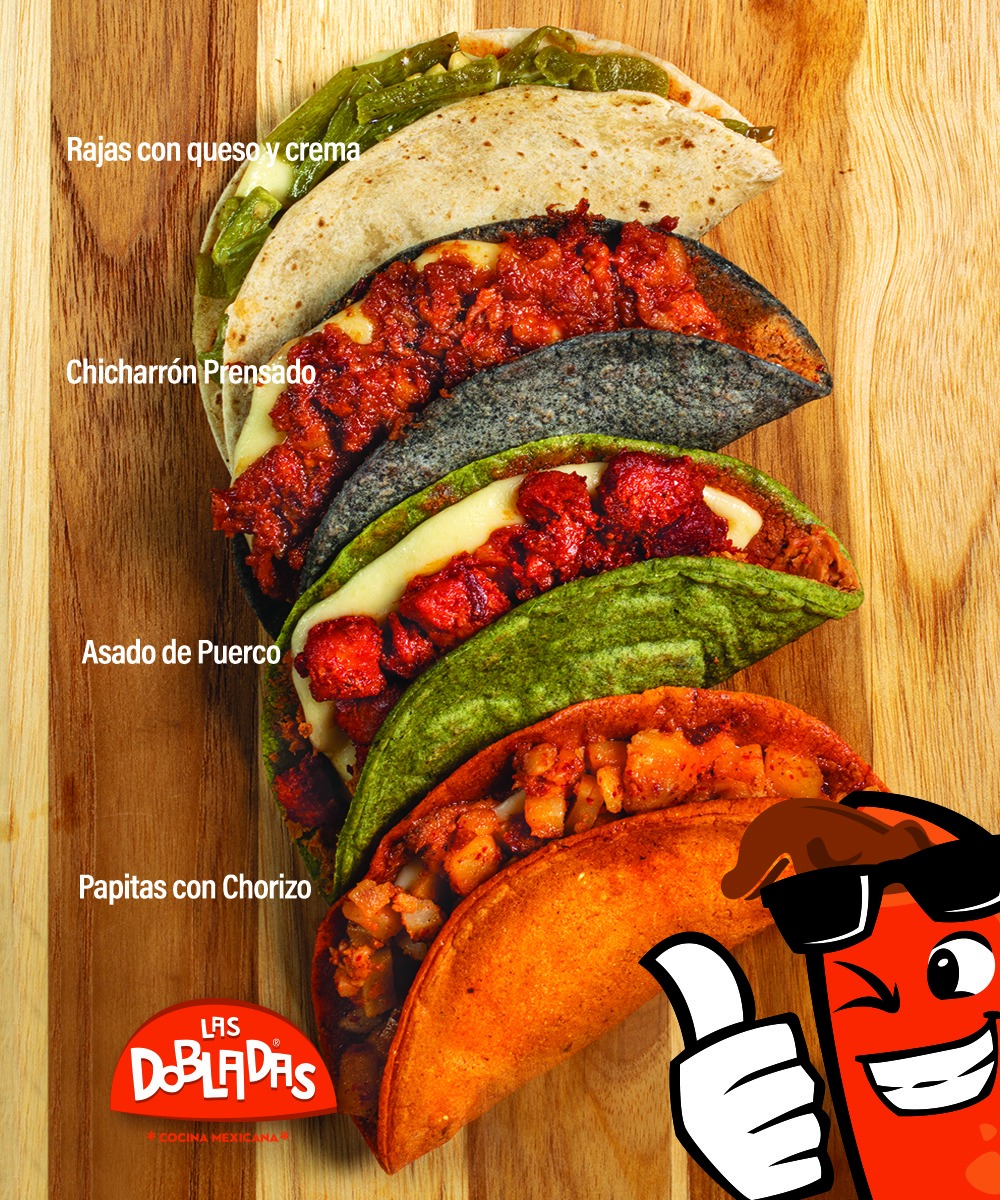 Rajas con queso y crema
Chicharrón Prensado
Asado de Puerco
Papitas con Chorizo
LAS
DOBLADAS®
* COCINA MEXICANA *